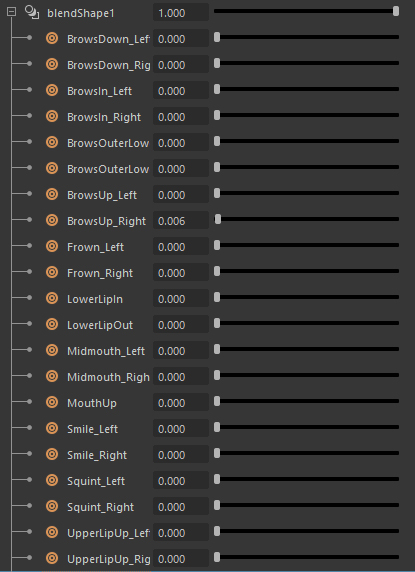 blendShape1 1.000
BrowsDown_Lef 0.000
BrowsDown_Rig 0.000
BrowsIn_Left 0.000
BrowsIn_Right 0.000
BrowsOuterLow 0.000
BrowsOuterLow 0.000
BrowsUp_Left 0.000
BrowsUp_Right 0.006
Frown_Left 0.000
Frown_Right 0.000
LowerLipIn 0.000
LowerLipOut 0.000
Midmouth_Left 0.000
Midmouth_Righ 0.000
MouthUp 0.000
Smile_Left 0.000
Smile_Right 0.000
Squint_Left 0.000
Squint_Right 0.000
UpperLipUp_Lef 0.000
UpperLipUp_Rig 0.000